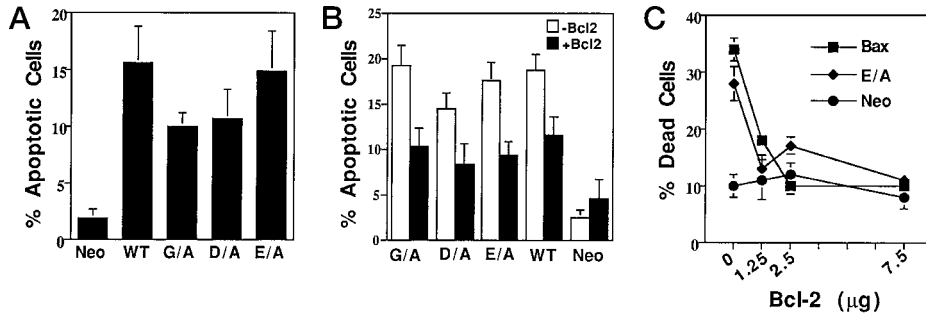 A
% Apoptotic Cells
20
15
10
5
0
Neo WT G/A D/A E/A
B
% Apoptotic Cells
25
20
15
10
5
0
-Bcl2
+Bcl2
G/A D/A E/A WT Neo
C
% Dead Cells
40
30
20
10
0
Bax
E/A
Neo
0 1.25 2.5 7.5
Bcl-2 (μg)